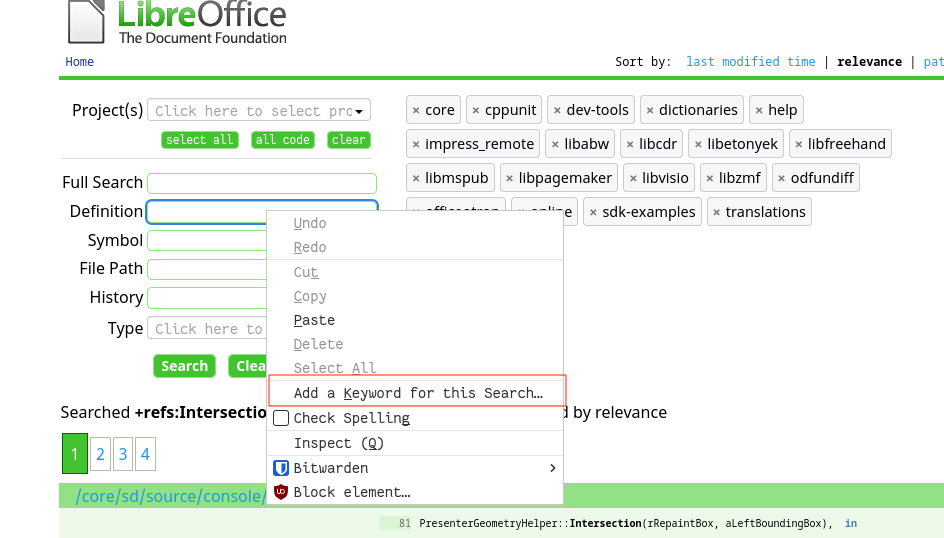 LibreOffice
The Document Foundation
Home
Sort by: last modified time | relevance | pat
Project(s) Click here to select pro
select all all code clear
× core × cppunit × dev-tools × dictionaries × help
× impress_remote × libabw × libcdr × libetonyek × libfreehand
× libmspub × libpagemaker × libvisio × libzmf × odfundiff
× sdk-examples × translations
Full Search
Definition
Symbol
File Path
History
Type Click here to
Search Clea
Undo
Redo
Cut
Copy
Paste
Delete
Select All
Add a Keyword for this Search…
Check Spelling
Inspect (Q)
Bitwarden
Block element…
Searched +refs:Intersectio d by relevance
1 2 3 4
/core/sd/source/console/
81 PresenterGeometryHelper::Intersection(rRepaintBox, aLeftBoundingBox), in